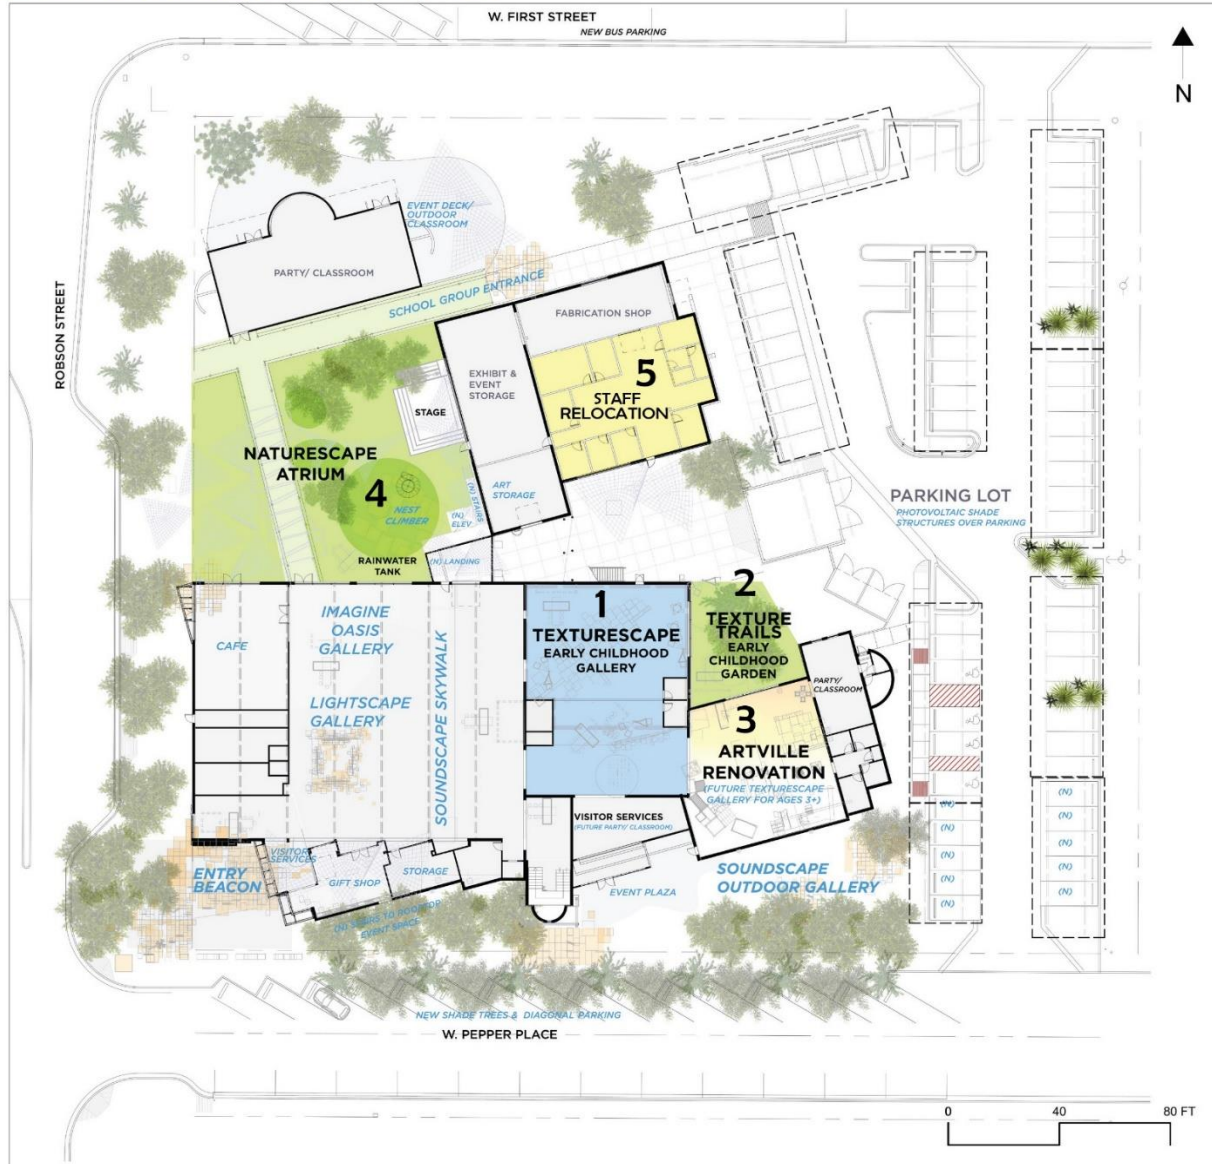 W. FIRST STREET
NEW BUS PARKING
N
ROBSON STREET
EVENT DECK/
OUTDOOR
CLASSROOM
PARTY/ CLASSROOM
SCHOOL GROUP ENTRANCE
FABRICATION SHOP
EXHIBIT &
EVENT
STORAGE
5
STAFF
RELOCATION
STAGE
NATURESCAPE
ATRIUM
4
NEST
CLIMBER
(N) STAIRS
(N)
ELEV
ART
STORAGE
RAINWATER
TANK
(N) LANDING
PARKING LOT
PHOTOVOLTAIC SHADE
STRUCTURES OVER PARKING
CAFE
IMAGINE
OASIS
GALLERY
LIGHTSCAPE
GALLERY
SOUNDSCAPE SKYWALK
1
TEXTURESCAPE
EARLY CHILDHOOD
GALLERY
2
TEXTURE
TRAILS
EARLY
CHILDHOOD
GARDEN
PARTY/
CLASSROOM
3
ARTVILLE
RENOVATION
(FUTURE TEXTURESCAPE
GALLERY FOR AGES 3+)
VISITOR SERVICES
(FUTURE PARTY/ CLASSROOM)
ENTRY
BEACON
VISITOR
SERVICES
GIFT SHOP
STORAGE
(N) STAIRS TO ROOFTOP
EVENT SPACE
EVENT PLAZA
SOUNDSCAPE
OUTDOOR GALLERY
(N)
(N)
(N)
(N)
(N)
(N)
(N)
(N)
(N)
(N)
NEW SHADE TREES & DIAGONAL PARKING
W. PEPPER PLACE
0 40 80 FT